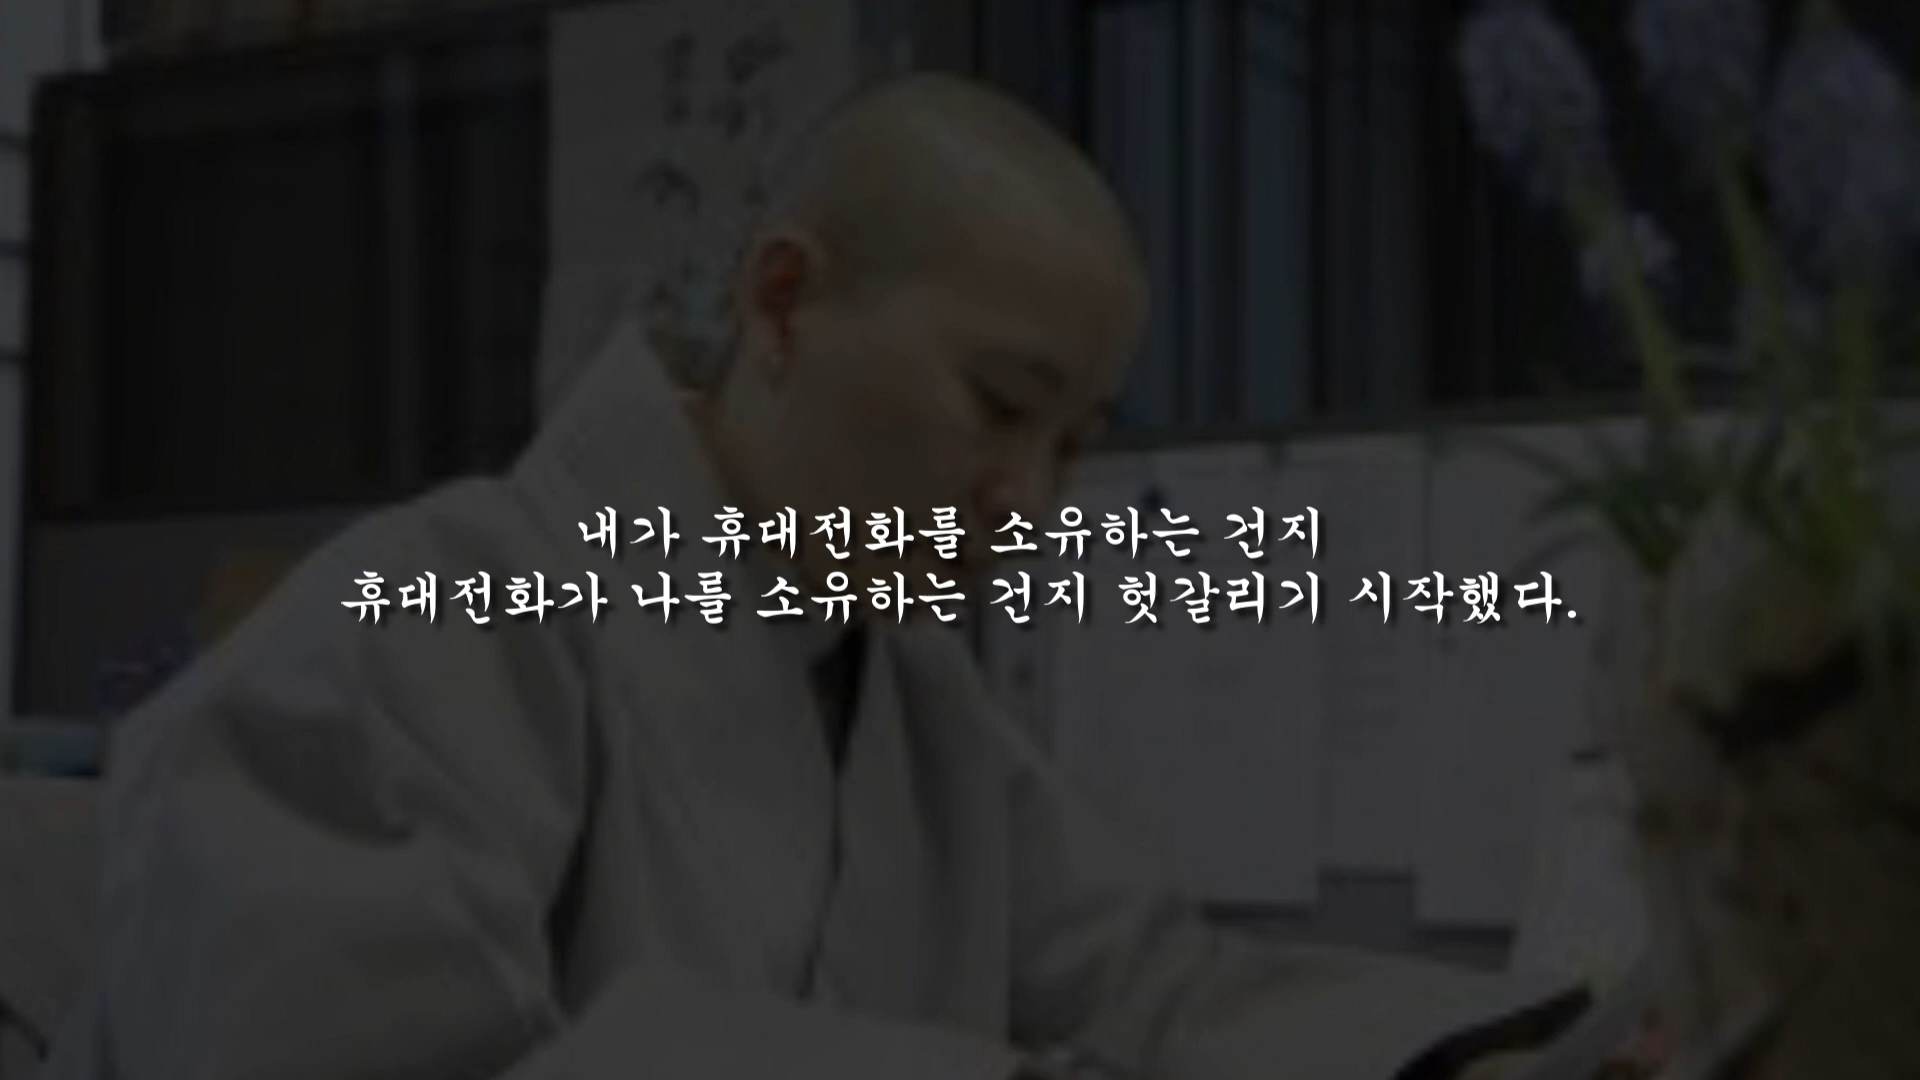 내가 휴대전화를 소유하는 건지
휴대전화가 나를 소유하는 건지 헛갈리기 시작했다.